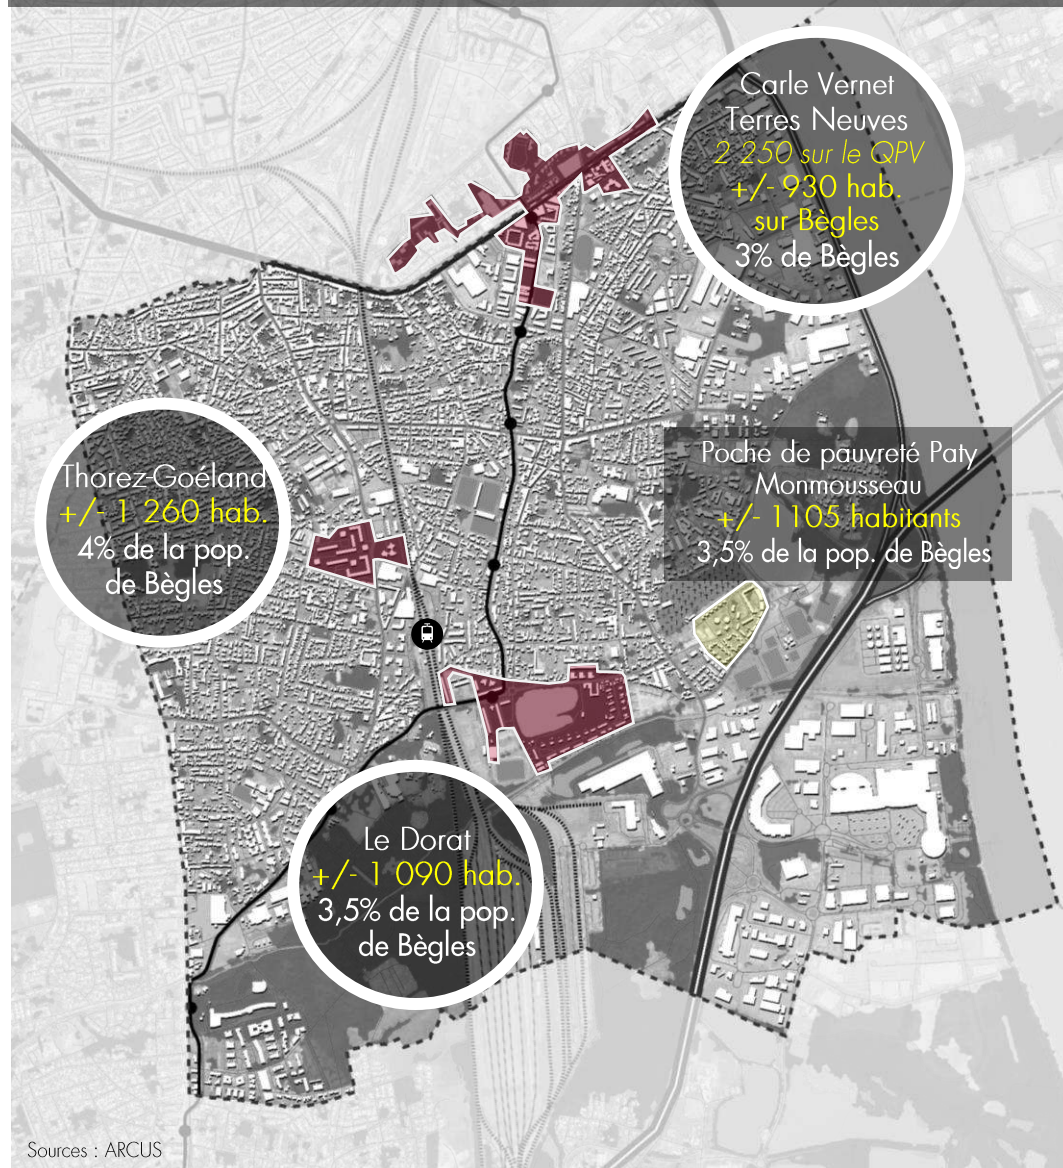 Carle Vernet
Terres Neuves
2 250 sur le QPV
+/- 930 hab.
sur Bègles
3% de Bègles
Thorez-Goéland
+/- 1 260 hab.
4% de la pop.
de Bègles
Poche de pauvreté Paty
Monmousseau
+/- 1105 habitants
3,5% de la pop. de Bègles
Le Dorat
+/- 1 090 hab.
3,5% de la pop.
de Bègles
Sources : ARCUS